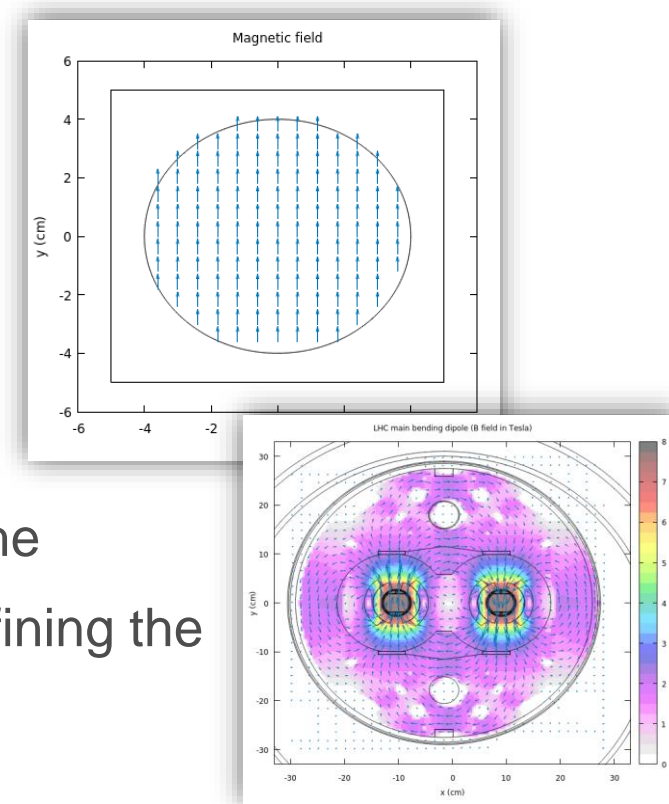 Magnetic field
6
4
2
0
-2
-4
-6
y (cm)
-6 -4 -2
he
fining the
LHC main bending dipole (B field in Tesla)
30
20
10
0
-10
-20
-30
y (cm)
-30 -20 -10 0 10 20 30
x (cm)
8
7
6
5
4
3
2
1
0